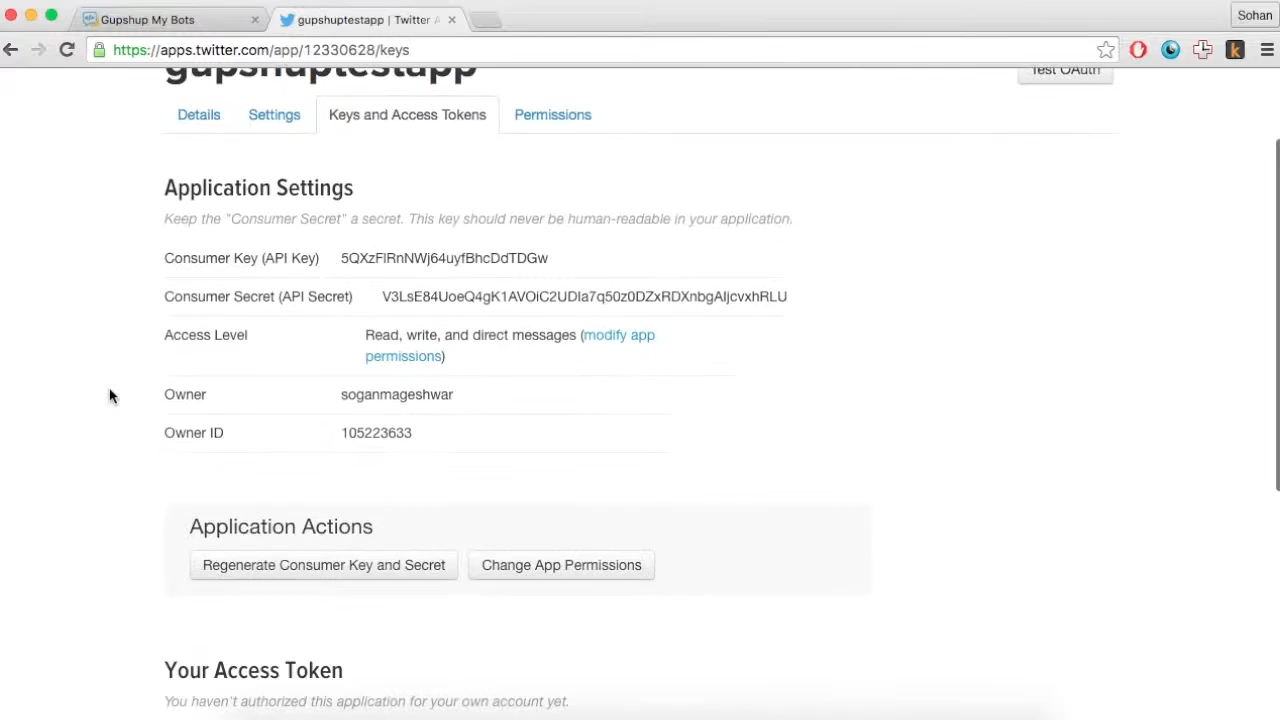 Gupshup My Bots
gupshuptestapp | Twitter A
Sohan
https://apps.twitter.com/app/12330628/keys
gupshuptestapp
Test OAuth
Details
Settings
Keys and Access Tokens
Permissions
Application Settings
Keep the "Consumer Secret" a secret. This key should never be human-readable in your application.
Consumer Key (API Key) 5QXzFlRnNWj64uyfBhcDdTDGw
Consumer Secret (API Secret) V3LsE84UoeQ4gK1AVOiC2UDIa7q50z0DZxRDXnbgAIjcvxhRLU
Access Level Read, write, and direct messages (modify app
permissions)
Owner soganmageshwar
Owner ID 105223633
Application Actions
Regenerate Consumer Key and Secret
Change App Permissions
Your Access Token
You haven't authorized this application for your own account yet.